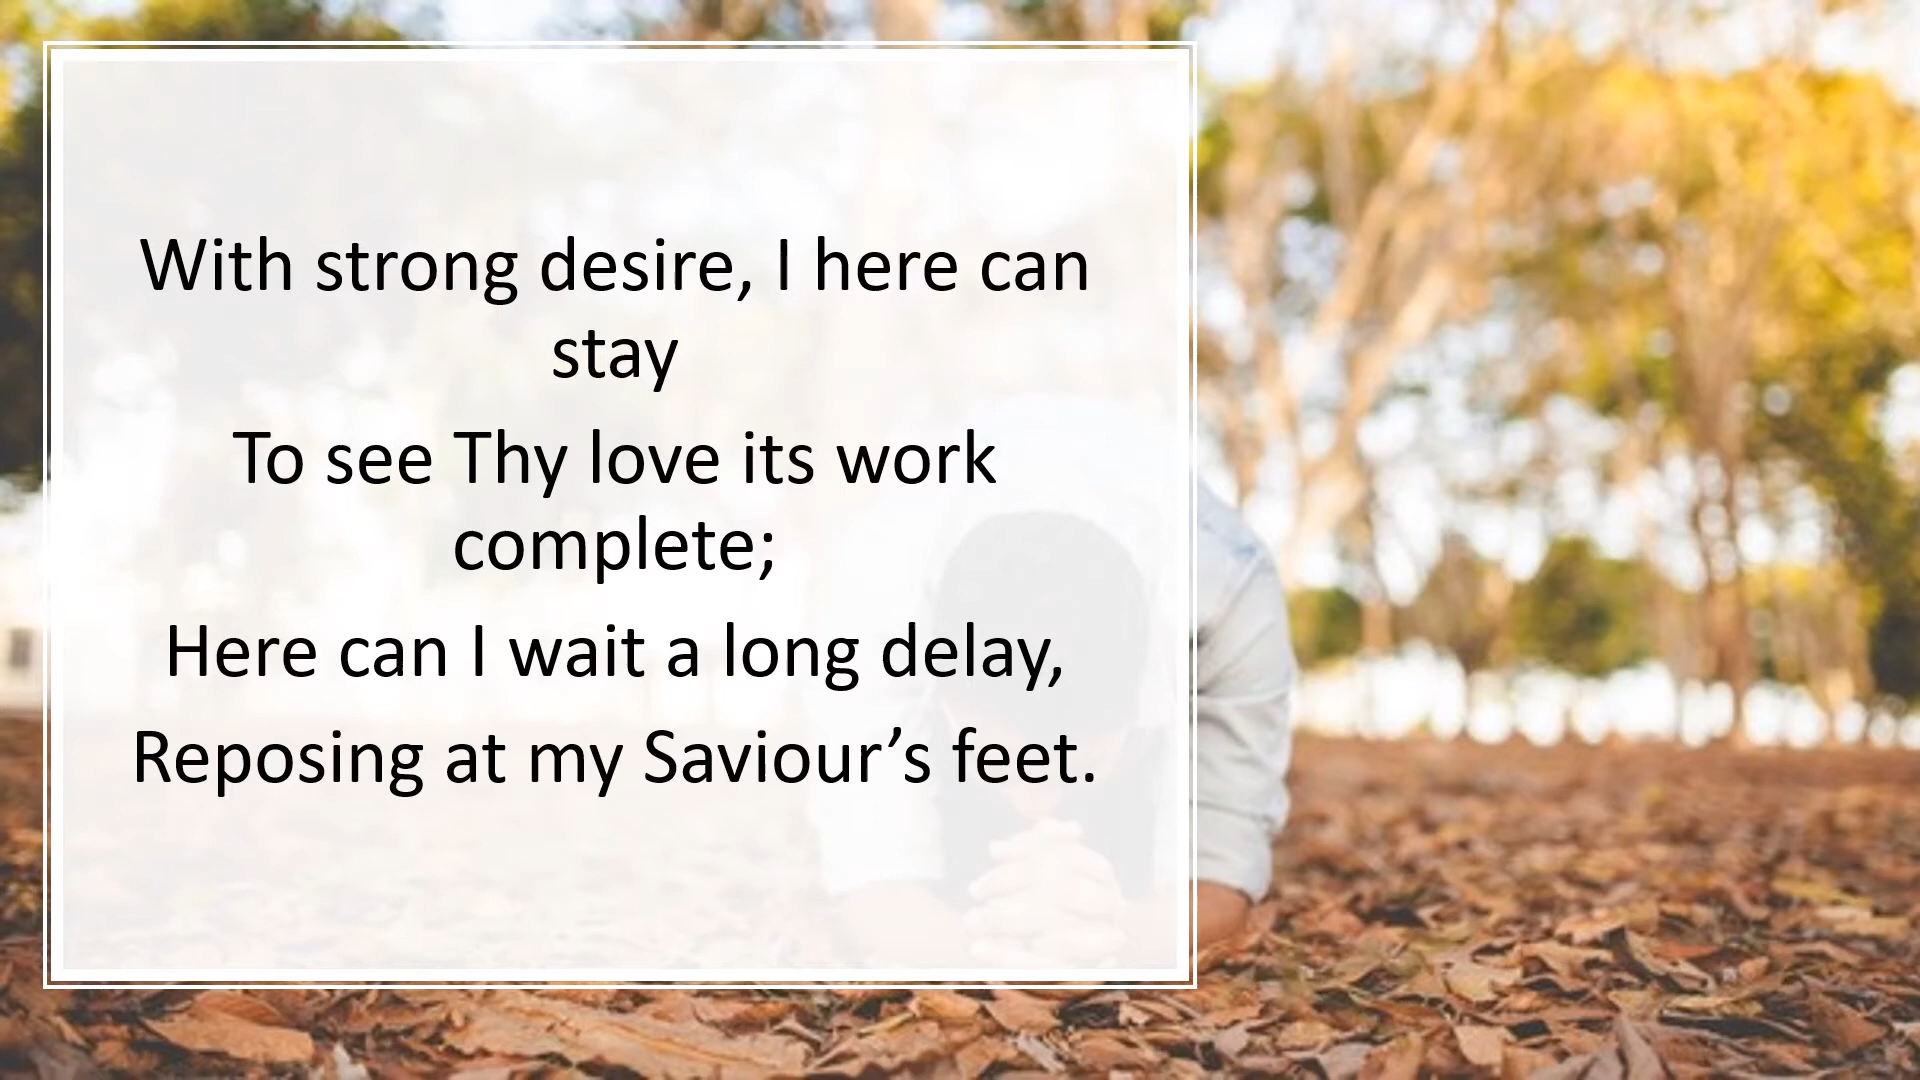 With strong desire, I here can
stay
To see Thy love its work
complete;
Here can I wait a long delay,
Reposing at my Saviour’s feet.